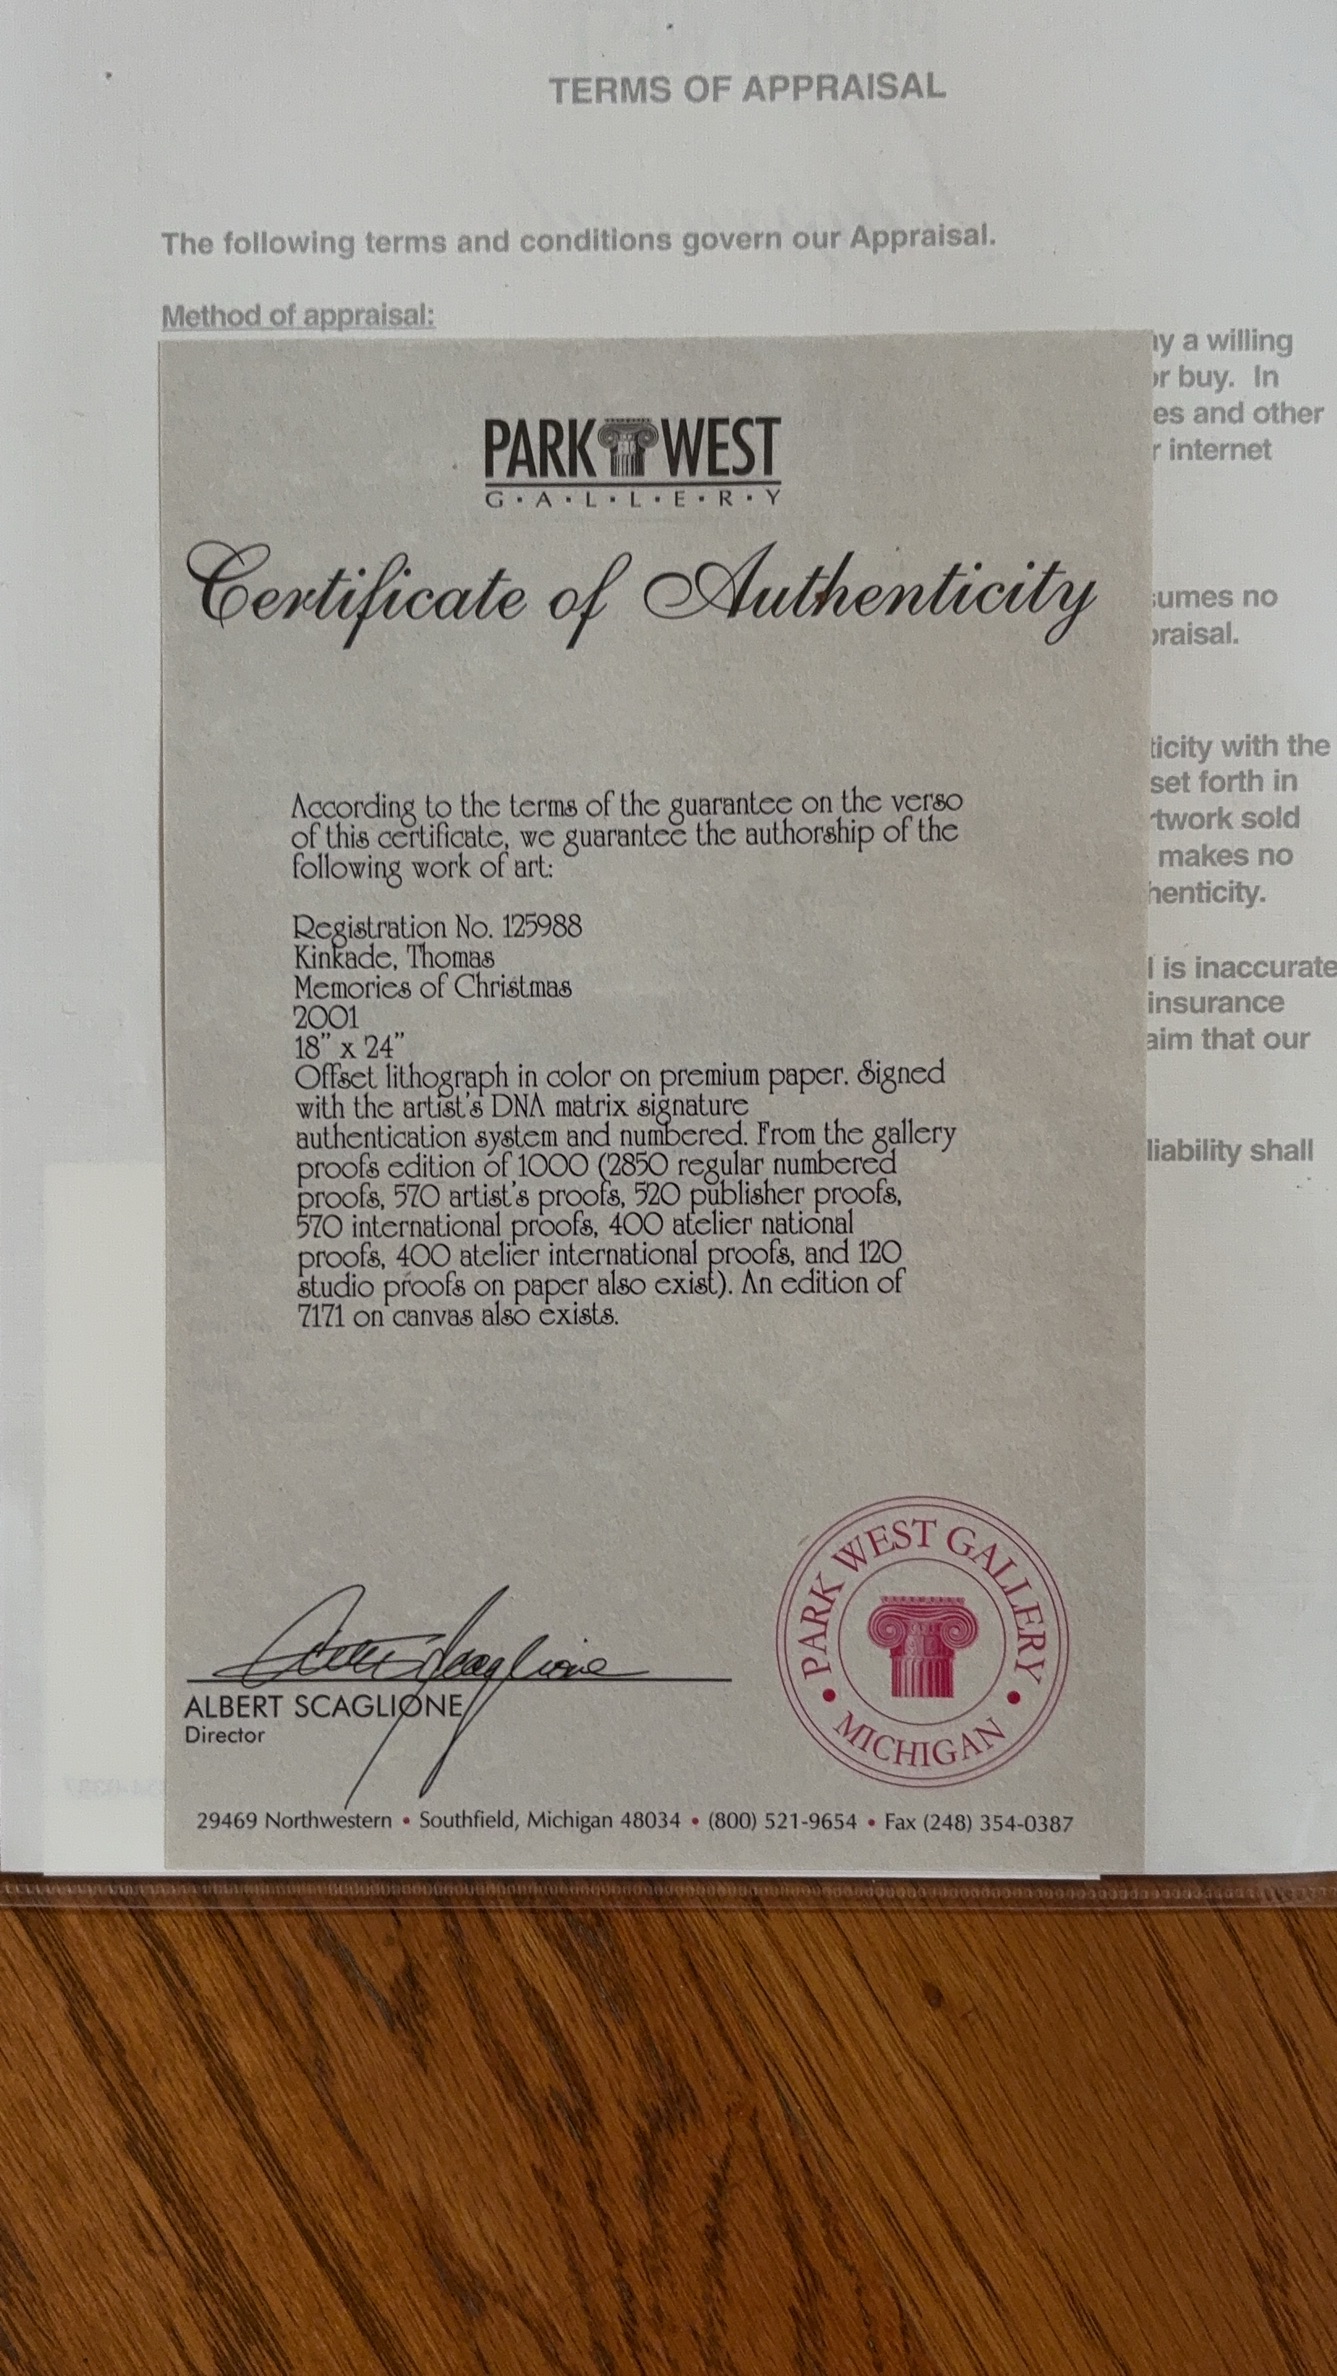 TERMS OF APPRAISAL
The following terms and conditions govern our Appraisal.
Method of appraisal:
y a willing
or buy. In
es and other
r internet
sumes no
praisal.
ticity with the
set forth in
twork sold
makes no
henticity.
l is inaccurate
insurance
aim that our
liability shall
PARK WEST
G·A·L·L·E·R·Y
Certificate of Authenticity
According to the terms of the guarantee on the verso
of this certificate, we guarantee the authorship of the
following work of art:
Registration No. 125988
Kinkade, Thomas
Memories of Christmas
2001
18" x 24"
Offset lithograph in color on premium paper. Signed
with the artist's DNA matrix signature
authentication system and numbered. From the gallery
proofs edition of 1000 (2850 regular numbered
proofs, 570 artist's proofs, 520 publisher proofs,
570 international proofs, 400 atelier national
proofs, 400 atelier international proofs, and 120
studio proofs on paper also exist). An edition of
7171 on canvas also exists.
ALBERT SCAGLIONE
Director
PARK WEST GALLERY
• MICHIGAN •
29469 Northwestern • Southfield, Michigan 48034 • (800) 521-9654 • Fax (248) 354-0387